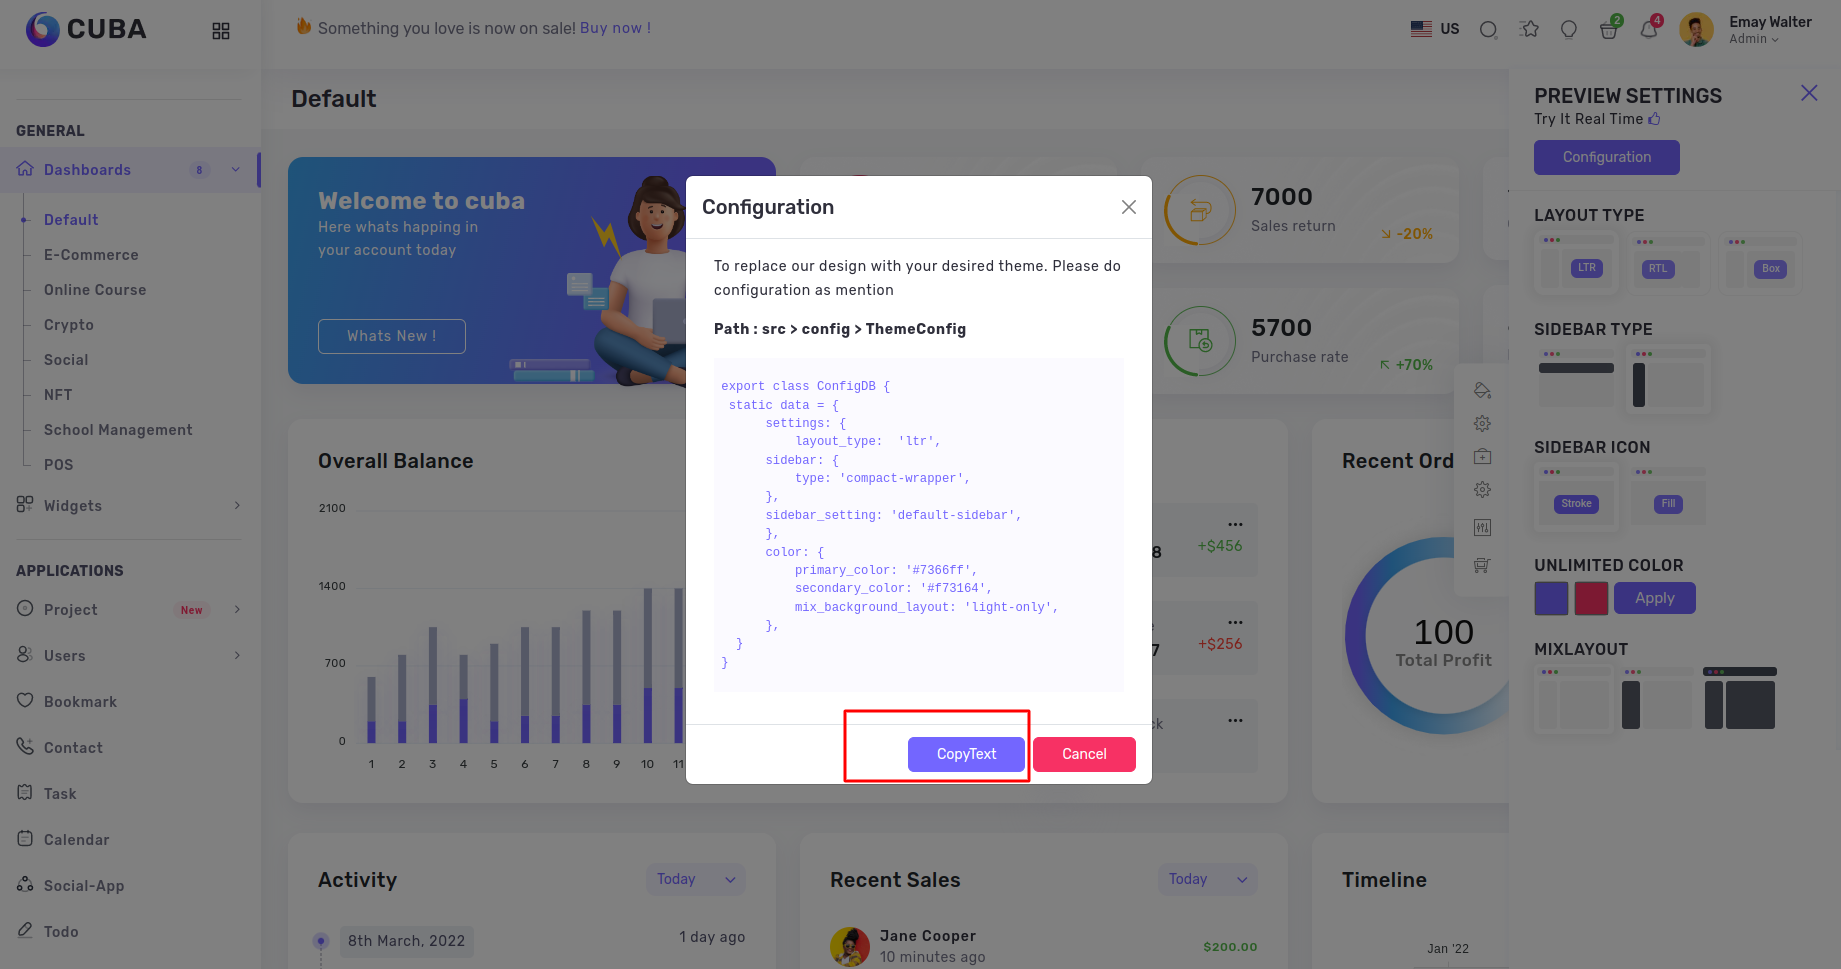 CUBA
Something you love is now on sale! Buy now !
US
2
4
Emay Walter
Admin
GENERAL
Dashboards
8
Default
E-Commerce
Online Course
Crypto
Social
NFT
School Management
POS
Widgets
APPLICATIONS
Project
New
Users
Bookmark
Contact
Task
Calendar
Social-App
Todo
Default
Welcome to cuba
Here whats happing in
your account today
Whats New !
7000
Sales return
-20%
5700
Purchase rate
+70%
Overall Balance
2100
1400
700
0
1 2 3 4 5 6 7 8 9 10 11
8
+$456
7
+$256
Recent Ord
100
Total Profit
Activity
Today
8th March, 2022
1 day ago
Recent Sales
Today
Jane Cooper
10 minutes ago
$200.00
Timeline
Jan '22
Configuration
To replace our design with your desired theme. Please do
configuration as mention
Path : src > config > ThemeConfig
export class ConfigDB {
static data = {
settings: {
layout_type:  'ltr',
sidebar: {
type: 'compact-wrapper',
},
sidebar_setting: 'default-sidebar',
},
color: {
primary_color: '#7366ff',
secondary_color: '#f73164',
mix_background_layout: 'light-only',
},
}
}
CopyText
Cancel
PREVIEW SETTINGS
Try It Real Time
Configuration
LAYOUT TYPE
LTR
RTL
Box
SIDEBAR TYPE
SIDEBAR ICON
Stroke
Fill
UNLIMITED COLOR
Apply
MIXLAYOUT